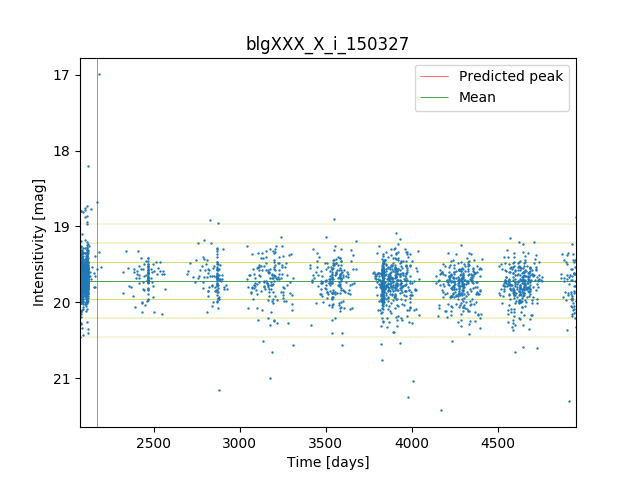 blgXXX_X_i_150327
Predicted peak
Mean
17
18
19
20
21
Intensitivity [mag]
2500 3000 3500 4000 4500
Time [days]